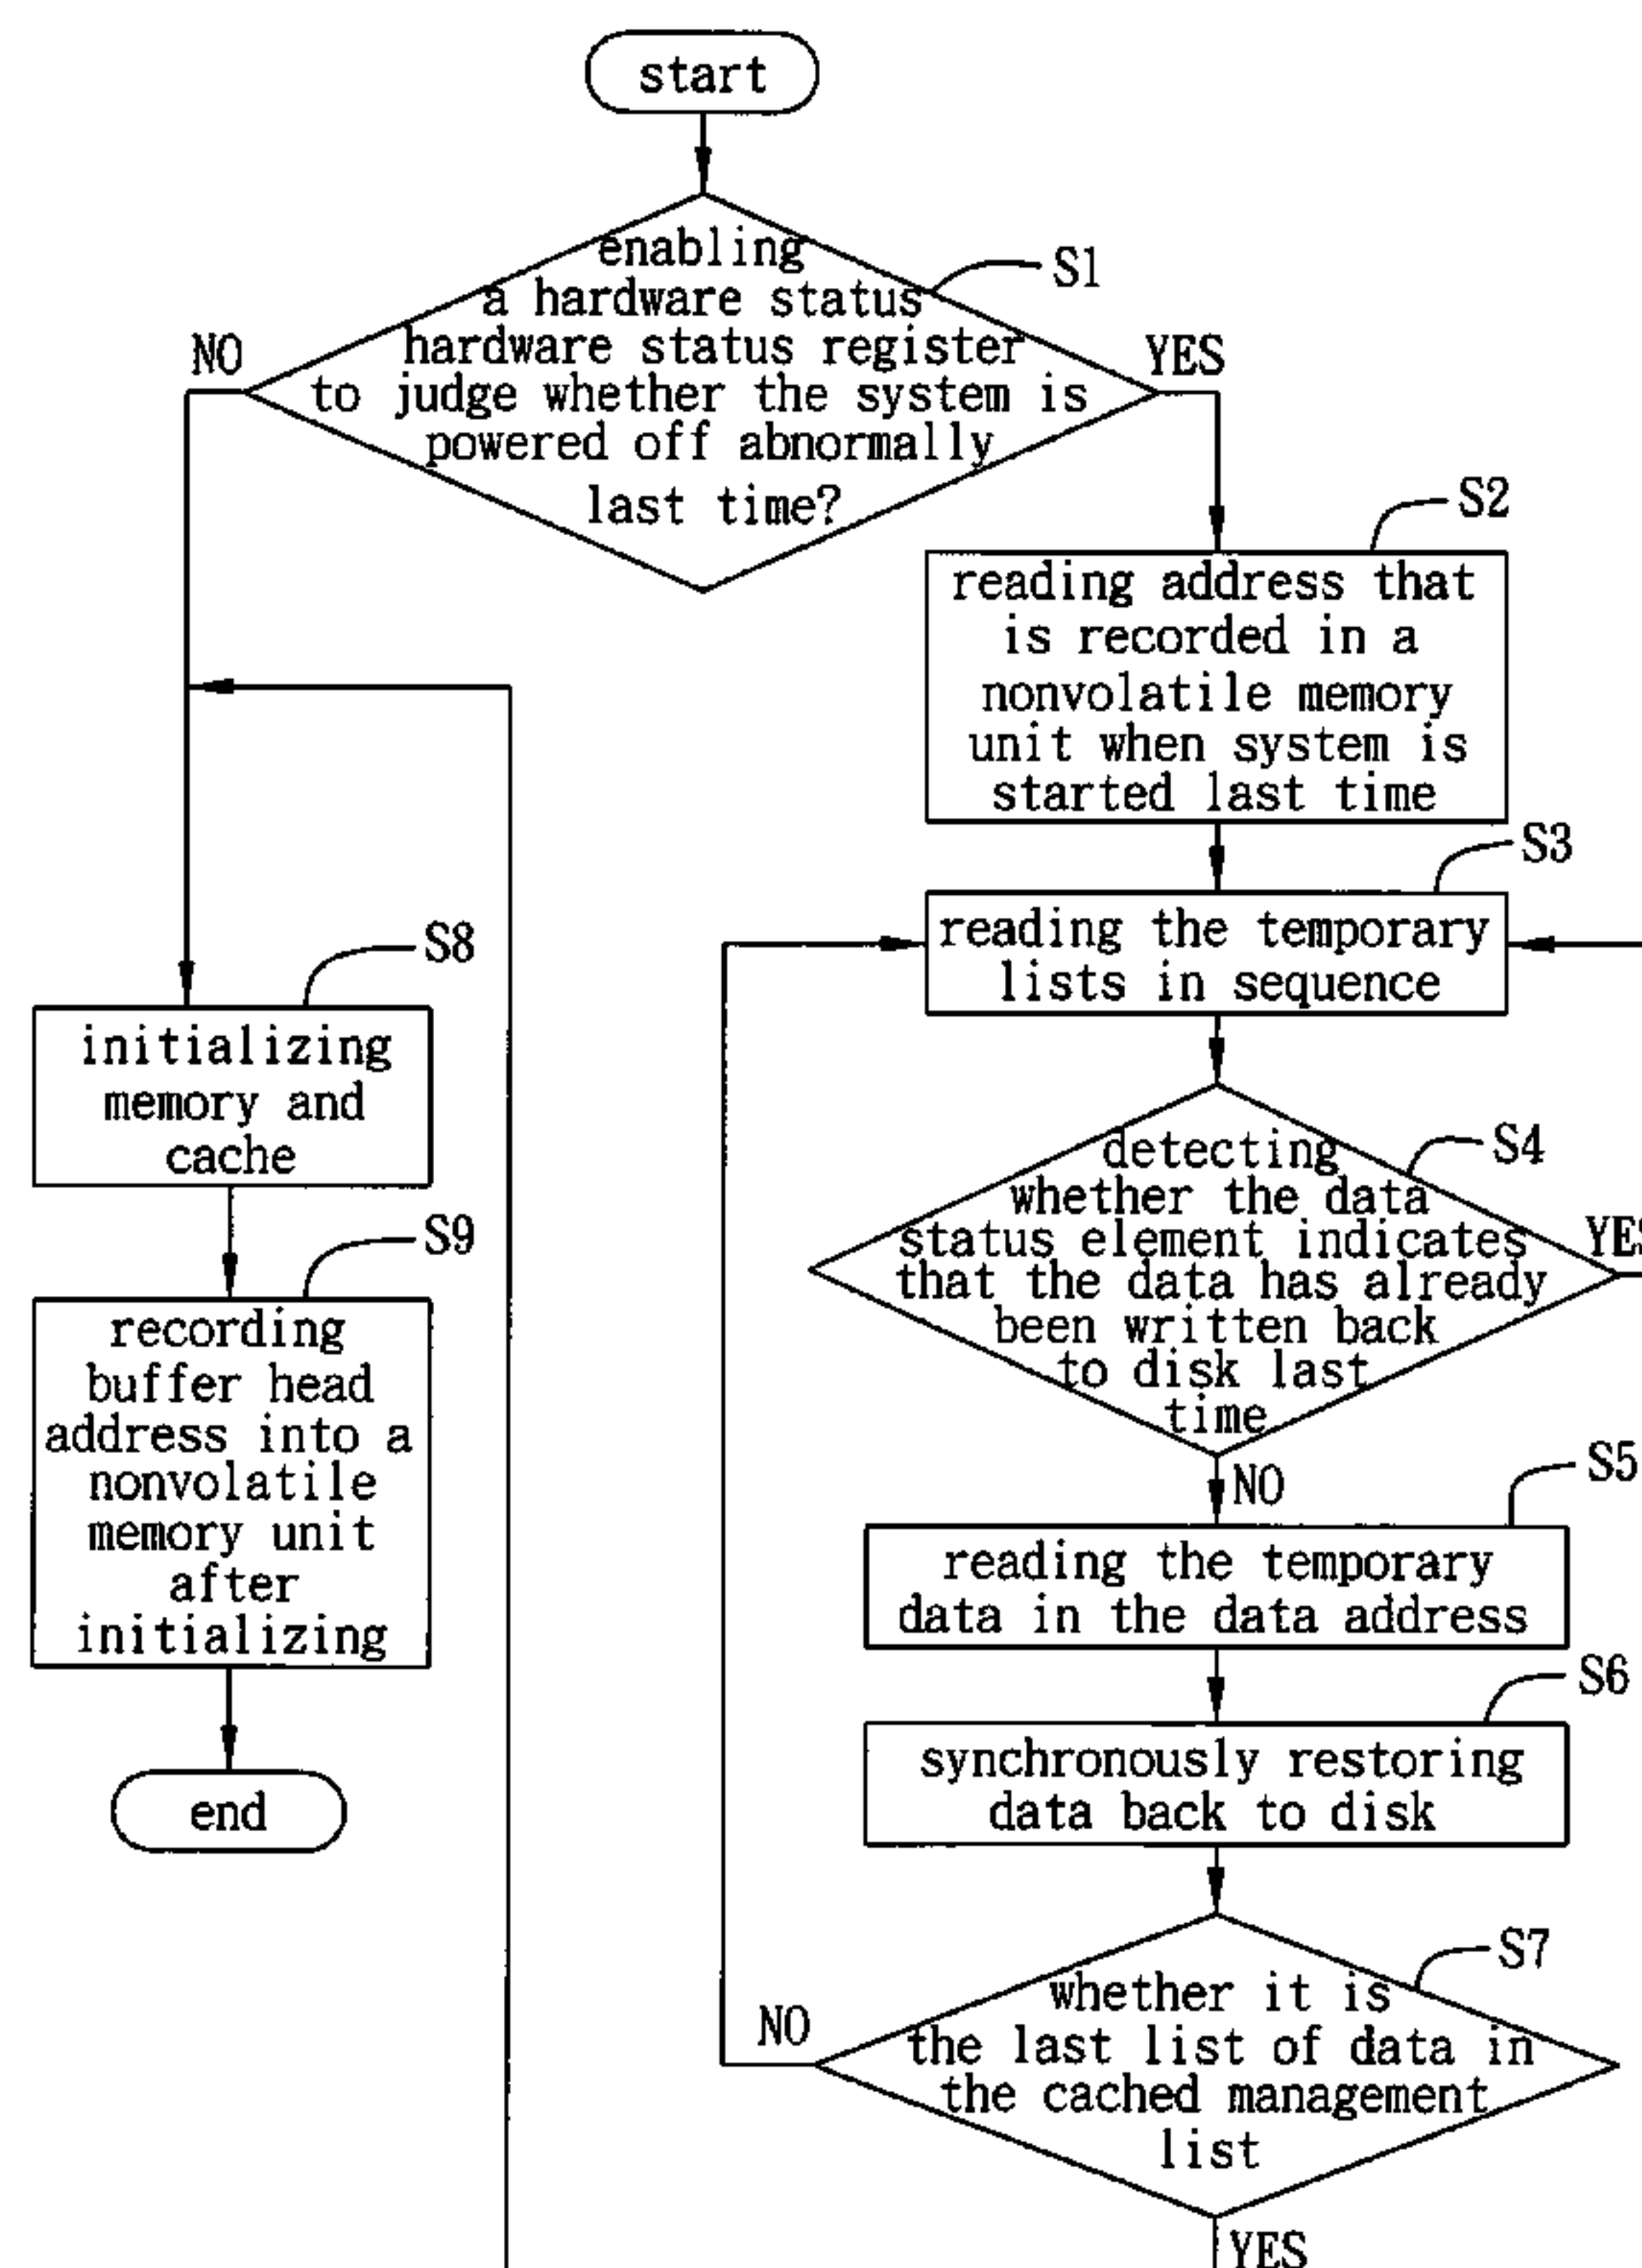 start
enabling
a hardware status
hardware status register
to judge whether the system is
powered off abnormally
last time?
S1
NO
YES
S2
reading address that
is recorded in a
nonvolatile memory
unit when system is
started last time
S3
reading the temporary
lists in sequence
S8
initializing
memory and
cache
S4
detecting
whether the data
status element indicates
that the data has already
been written back
to disk last
time
YES
NO
S9
recording
buffer head
address into a
nonvolatile
memory unit
after
initializing
S5
reading the temporary
data in the data address
S6
synchronously restoring
data back to disk
end
S7
whether it is
the last list of data in
the cached management
list
NO
YES